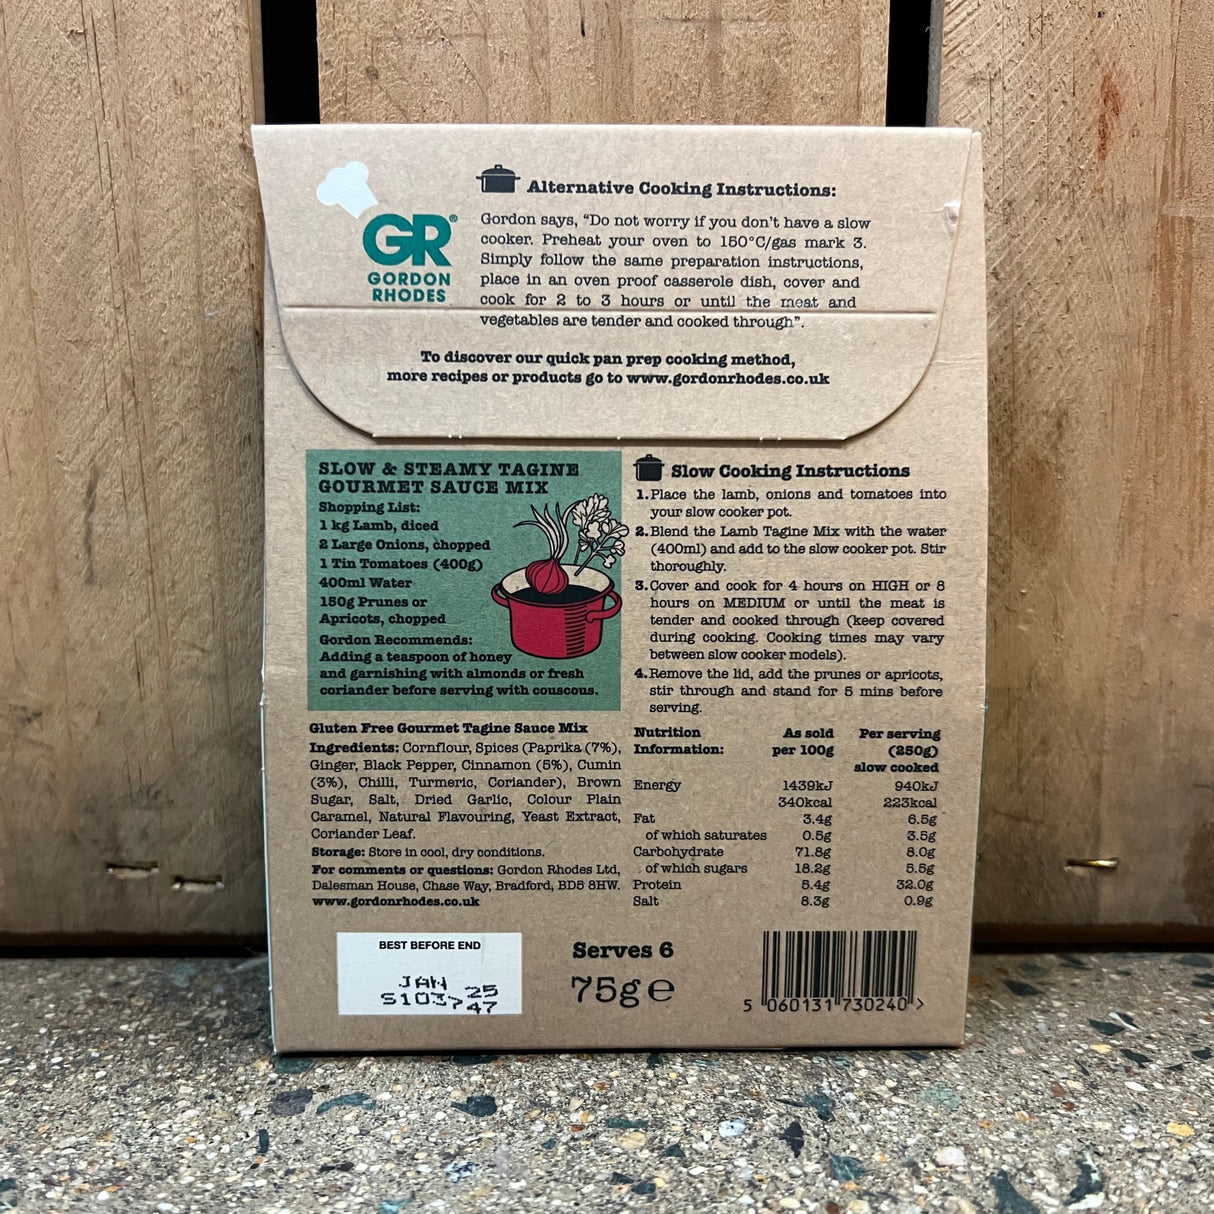 GR®
GORDON
RHODES
Alternative Cooking Instructions:
Gordon says, “Do not worry if you don’t have a slow
cooker. Preheat your oven to 150°C/gas mark 3.
Simply follow the same preparation instructions,
place in an oven proof casserole dish, cover and
cook for 2 to 3 hours or until the meat and
vegetables are tender and cooked through”.
To discover our quick pan prep cooking method,
more recipes or products go to www.gordonrhodes.co.uk
SLOW & STEAMY TAGINE
GOURMET SAUCE MIX
Shopping List:
1 kg Lamb, diced
2 Large Onions, chopped
1 Tin Tomatoes (400g)
400ml Water
150g Prunes or
Apricots, chopped
Gordon Recommends:
Adding a teaspoon of honey
and garnishing with almonds or fresh
coriander before serving with couscous.
Slow Cooking Instructions
1. Place the lamb, onions and tomatoes into
your slow cooker pot.
2. Blend the Lamb Tagine Mix with the water
(400ml) and add to the slow cooker pot. Stir
thoroughly.
3. Cover and cook for 4 hours on HIGH or 8
hours on MEDIUM or until the meat is
tender and cooked through (keep covered
during cooking. Cooking times may vary
between slow cooker models).
4. Remove the lid, add the prunes or apricots,
stir through and stand for 5 mins before
serving.
Gluten Free Gourmet Tagine Sauce Mix
Ingredients: Cornflour, Spices (Paprika (7%),
Ginger, Black Pepper, Cinnamon (5%), Cumin
(3%), Chilli, Turmeric, Coriander), Brown
Sugar, Salt, Dried Garlic, Colour Plain
Caramel, Natural Flavouring, Yeast Extract,
Coriander Leaf.
Storage: Store in cool, dry conditions.
For comments or questions: Gordon Rhodes Ltd,
Dalesman House, Chase Way, Bradford, BD5 8HW.
www.gordonrhodes.co.uk
Nutrition As sold Per serving
Information: per 100g (250g)
slow cooked
Energy 1439kJ 940kJ
340kcal 223kcal
Fat 3.4g 6.5g
of which saturates 0.5g 3.5g
Carbohydrate 71.8g 8.0g
of which sugars 18.2g 5.5g
Protein 5.4g 32.0g
Salt 8.3g 0.9g
BEST BEFORE END
JAN 25
S103> 47
Serves 6
75g e
5 060131 730240 >